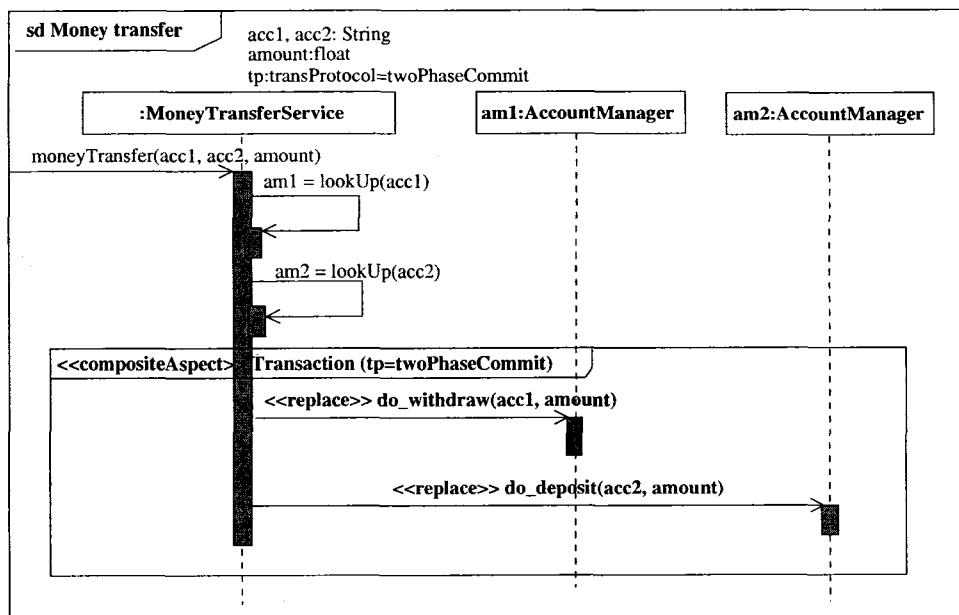 sd Money transfer
acc1, acc2: String
amount:float
tp:transProtocol=twoPhaseCommit
:MoneyTransferService
am1:AccountManager
am2:AccountManager
moneyTransfer(acc1, acc2, amount)
am1 = lookUp(acc1)
am2 = lookUp(acc2)
<<compositeAspect> Transaction (tp=twoPhaseCommit)
<<replace>> do_withdraw(acc1, amount)
<<replace>> do_deposit(acc2, amount)